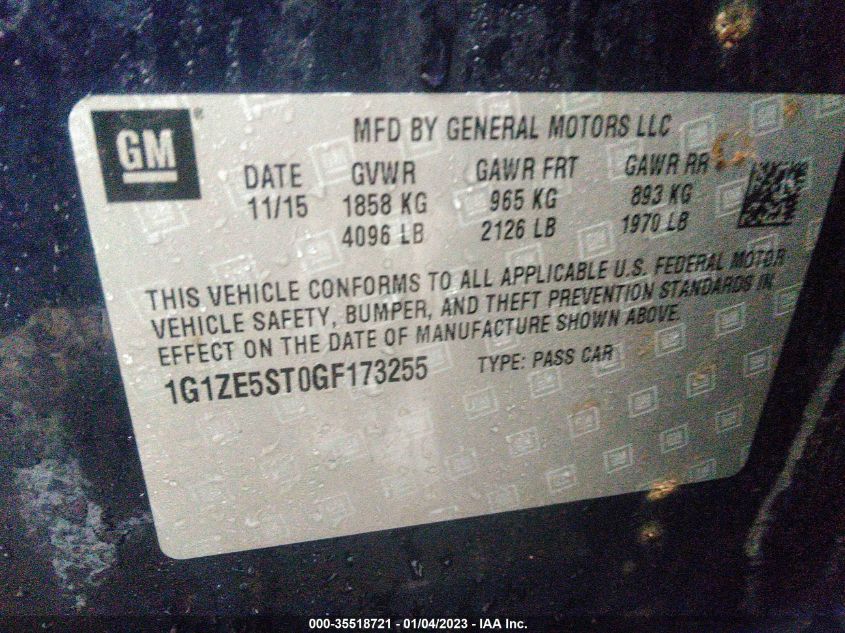 GM®
MFD BY GENERAL MOTORS LLC
DATE GVWR GAWR FRT GAWR RR
11/15 1858 KG 965 KG 893 KG
4096 LB 2126 LB 1970 LB
THIS VEHICLE CONFORMS TO ALL APPLICABLE U.S. FEDERAL MOTOR
VEHICLE SAFETY, BUMPER, AND THEFT PREVENTION STANDARDS IN
EFFECT ON THE DATE OF MANUFACTURE SHOWN ABOVE.
1G1ZE5ST0GF173255 TYPE: PASS CAR
000-35518721 - 01/04/2023 - IAA Inc.